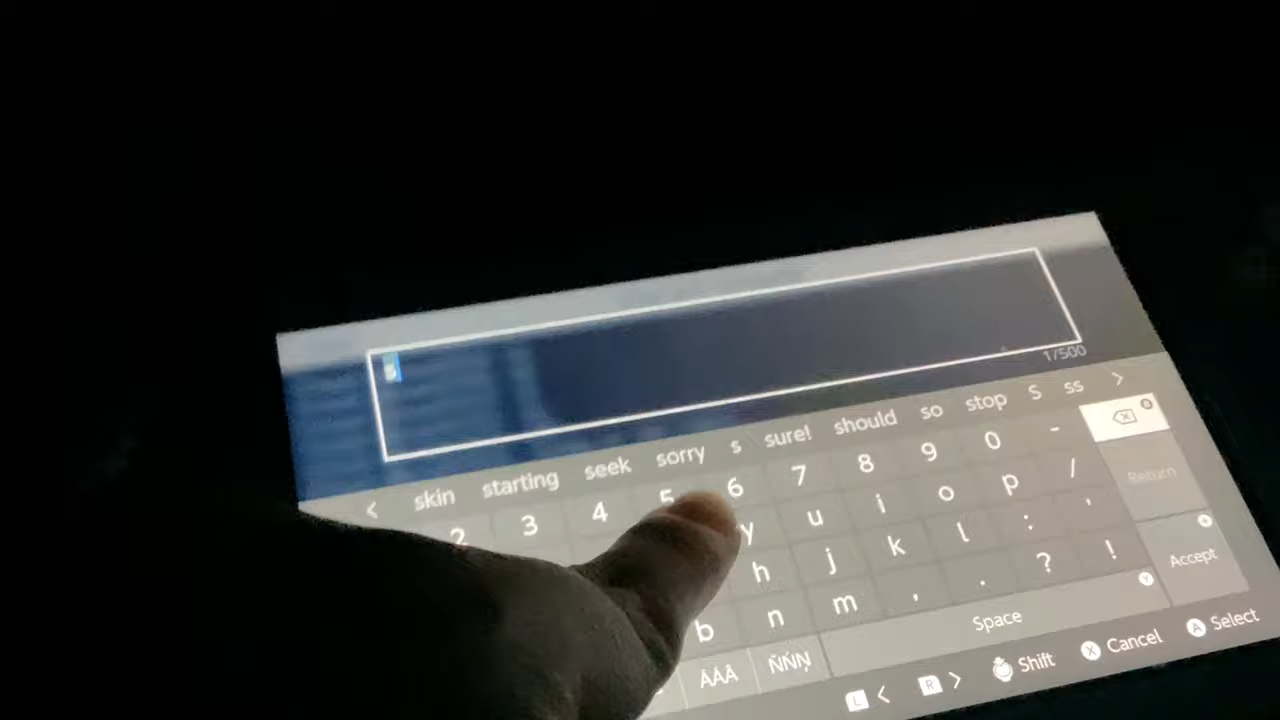 s
1/500
< skin starting seek sorry s sure! should so stop S ss >
2 3 4 5 6 7 8 9 0 -
y u i o p / Return
h j k l : '
b n m , . ? ! Accept
ÀÁÂ ÑŃŅ Space
L < R > Shift X Cancel A Select